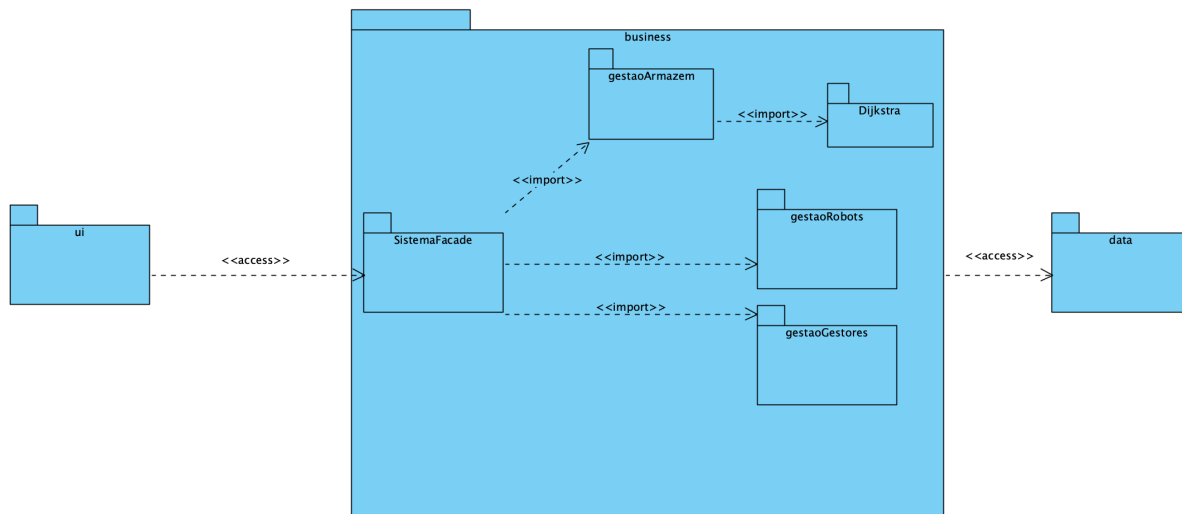 business
gestaoArmazem
<<import>>
Dijkstra
<<import>>
ui
<<access>>
SistemaFacade
gestaoRobots
<<import>>
data
<<access>>
<<import>>
gestaoGestores